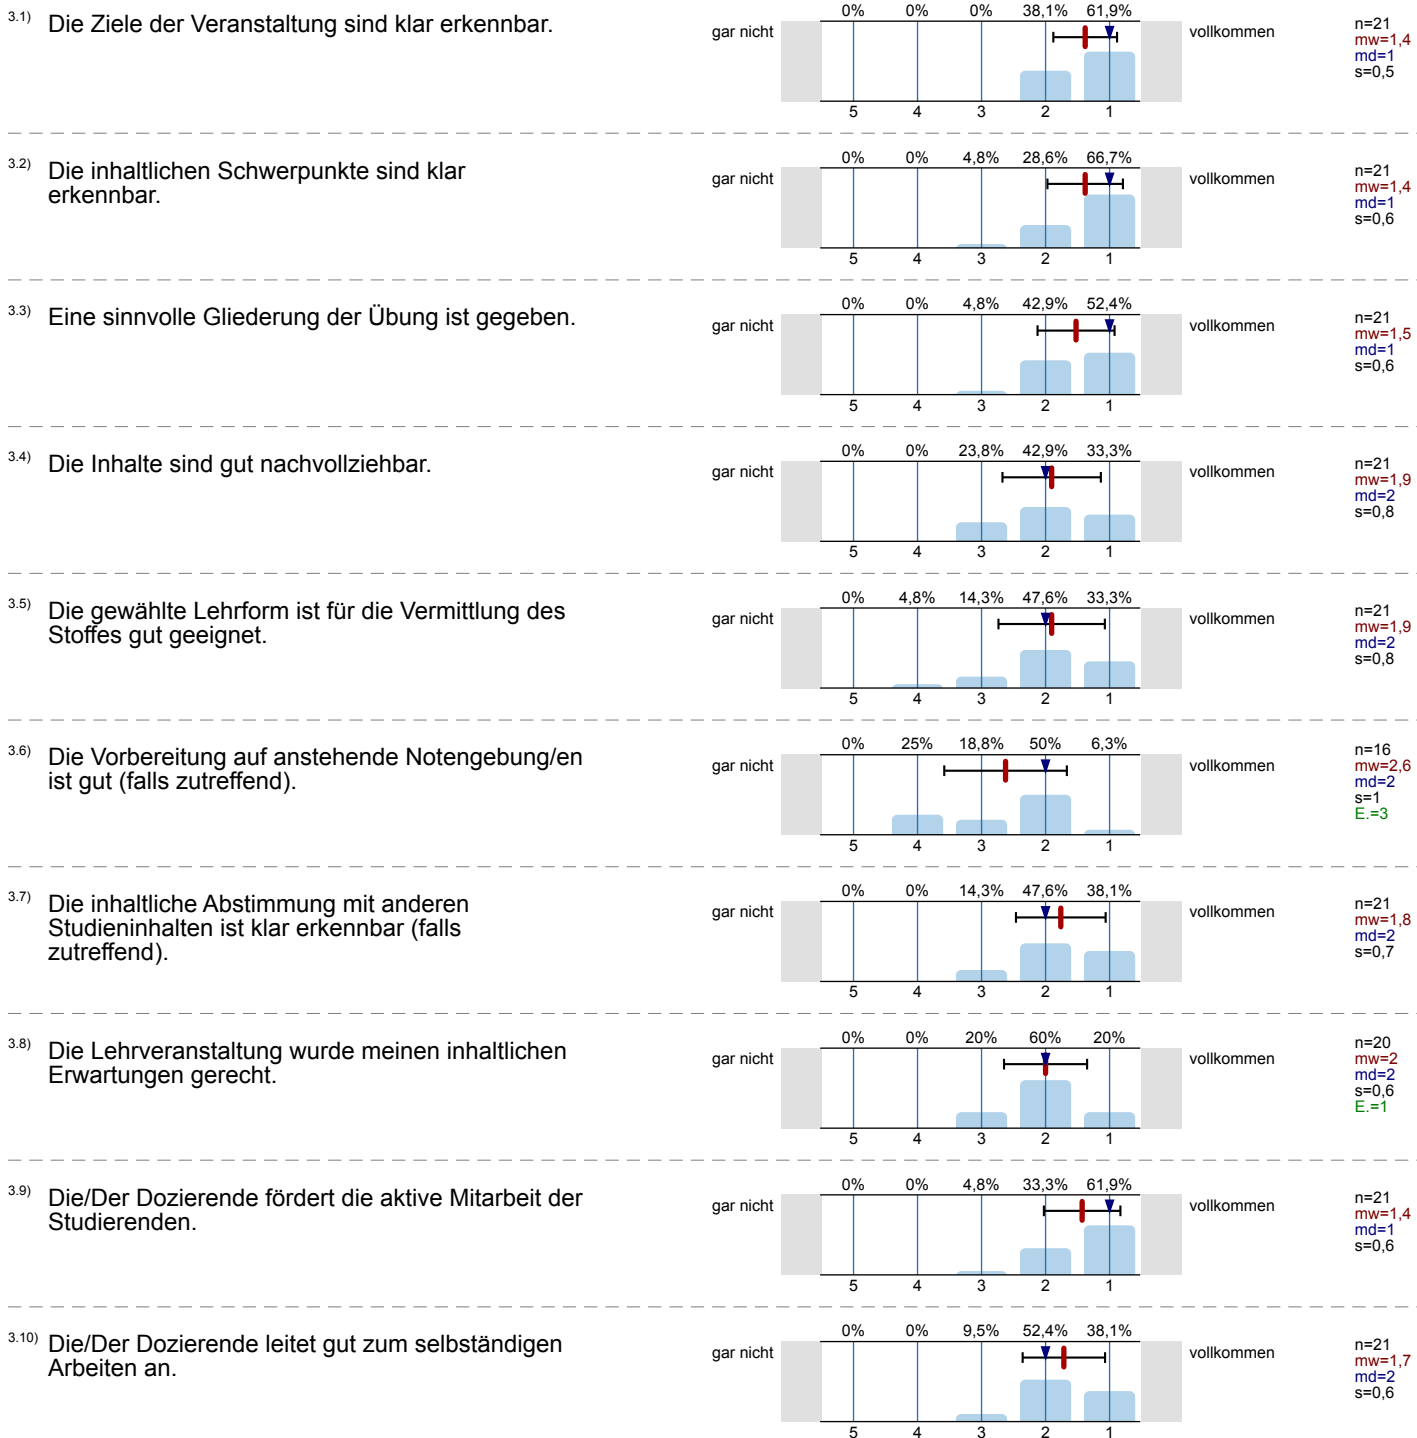 3.1) Die Ziele der Veranstaltung sind klar erkennbar.
0% 0% 0% 38,1% 61,9%
gar nicht vollkommen
5 4 3 2 1
n=21
mw=1,4
md=1
s=0,5
3.2) Die inhaltlichen Schwerpunkte sind klar
erkennbar.
0% 0% 4,8% 28,6% 66,7%
gar nicht vollkommen
5 4 3 2 1
n=21
mw=1,4
md=1
s=0,6
3.3) Eine sinnvolle Gliederung der Übung ist gegeben.
0% 0% 4,8% 42,9% 52,4%
gar nicht vollkommen
5 4 3 2 1
n=21
mw=1,5
md=1
s=0,6
3.4) Die Inhalte sind gut nachvollziehbar.
0% 0% 23,8% 42,9% 33,3%
gar nicht vollkommen
5 4 3 2 1
n=21
mw=1,9
md=2
s=0,8
3.5) Die gewählte Lehrform ist für die Vermittlung des
Stoffes gut geeignet.
0% 4,8% 14,3% 47,6% 33,3%
gar nicht vollkommen
5 4 3 2 1
n=21
mw=1,9
md=2
s=0,8
3.6) Die Vorbereitung auf anstehende Notengebung/en
ist gut (falls zutreffend).
0% 25% 18,8% 50% 6,3%
gar nicht vollkommen
5 4 3 2 1
n=16
mw=2,6
md=2
s=1
E.=3
3.7) Die inhaltliche Abstimmung mit anderen
Studieninhalten ist klar erkennbar (falls
zutreffend).
0% 0% 14,3% 47,6% 38,1%
gar nicht vollkommen
5 4 3 2 1
n=21
mw=1,8
md=2
s=0,7
3.8) Die Lehrveranstaltung wurde meinen inhaltlichen
Erwartungen gerecht.
0% 0% 20% 60% 20%
gar nicht vollkommen
5 4 3 2 1
n=20
mw=2
md=2
s=0,6
E.=1
3.9) Die/Der Dozierende fördert die aktive Mitarbeit der
Studierenden.
0% 0% 4,8% 33,3% 61,9%
gar nicht vollkommen
5 4 3 2 1
n=21
mw=1,4
md=1
s=0,6
3.10) Die/Der Dozierende leitet gut zum selbständigen
Arbeiten an.
0% 0% 9,5% 52,4% 38,1%
gar nicht vollkommen
5 4 3 2 1
n=21
mw=1,7
md=2
s=0,6